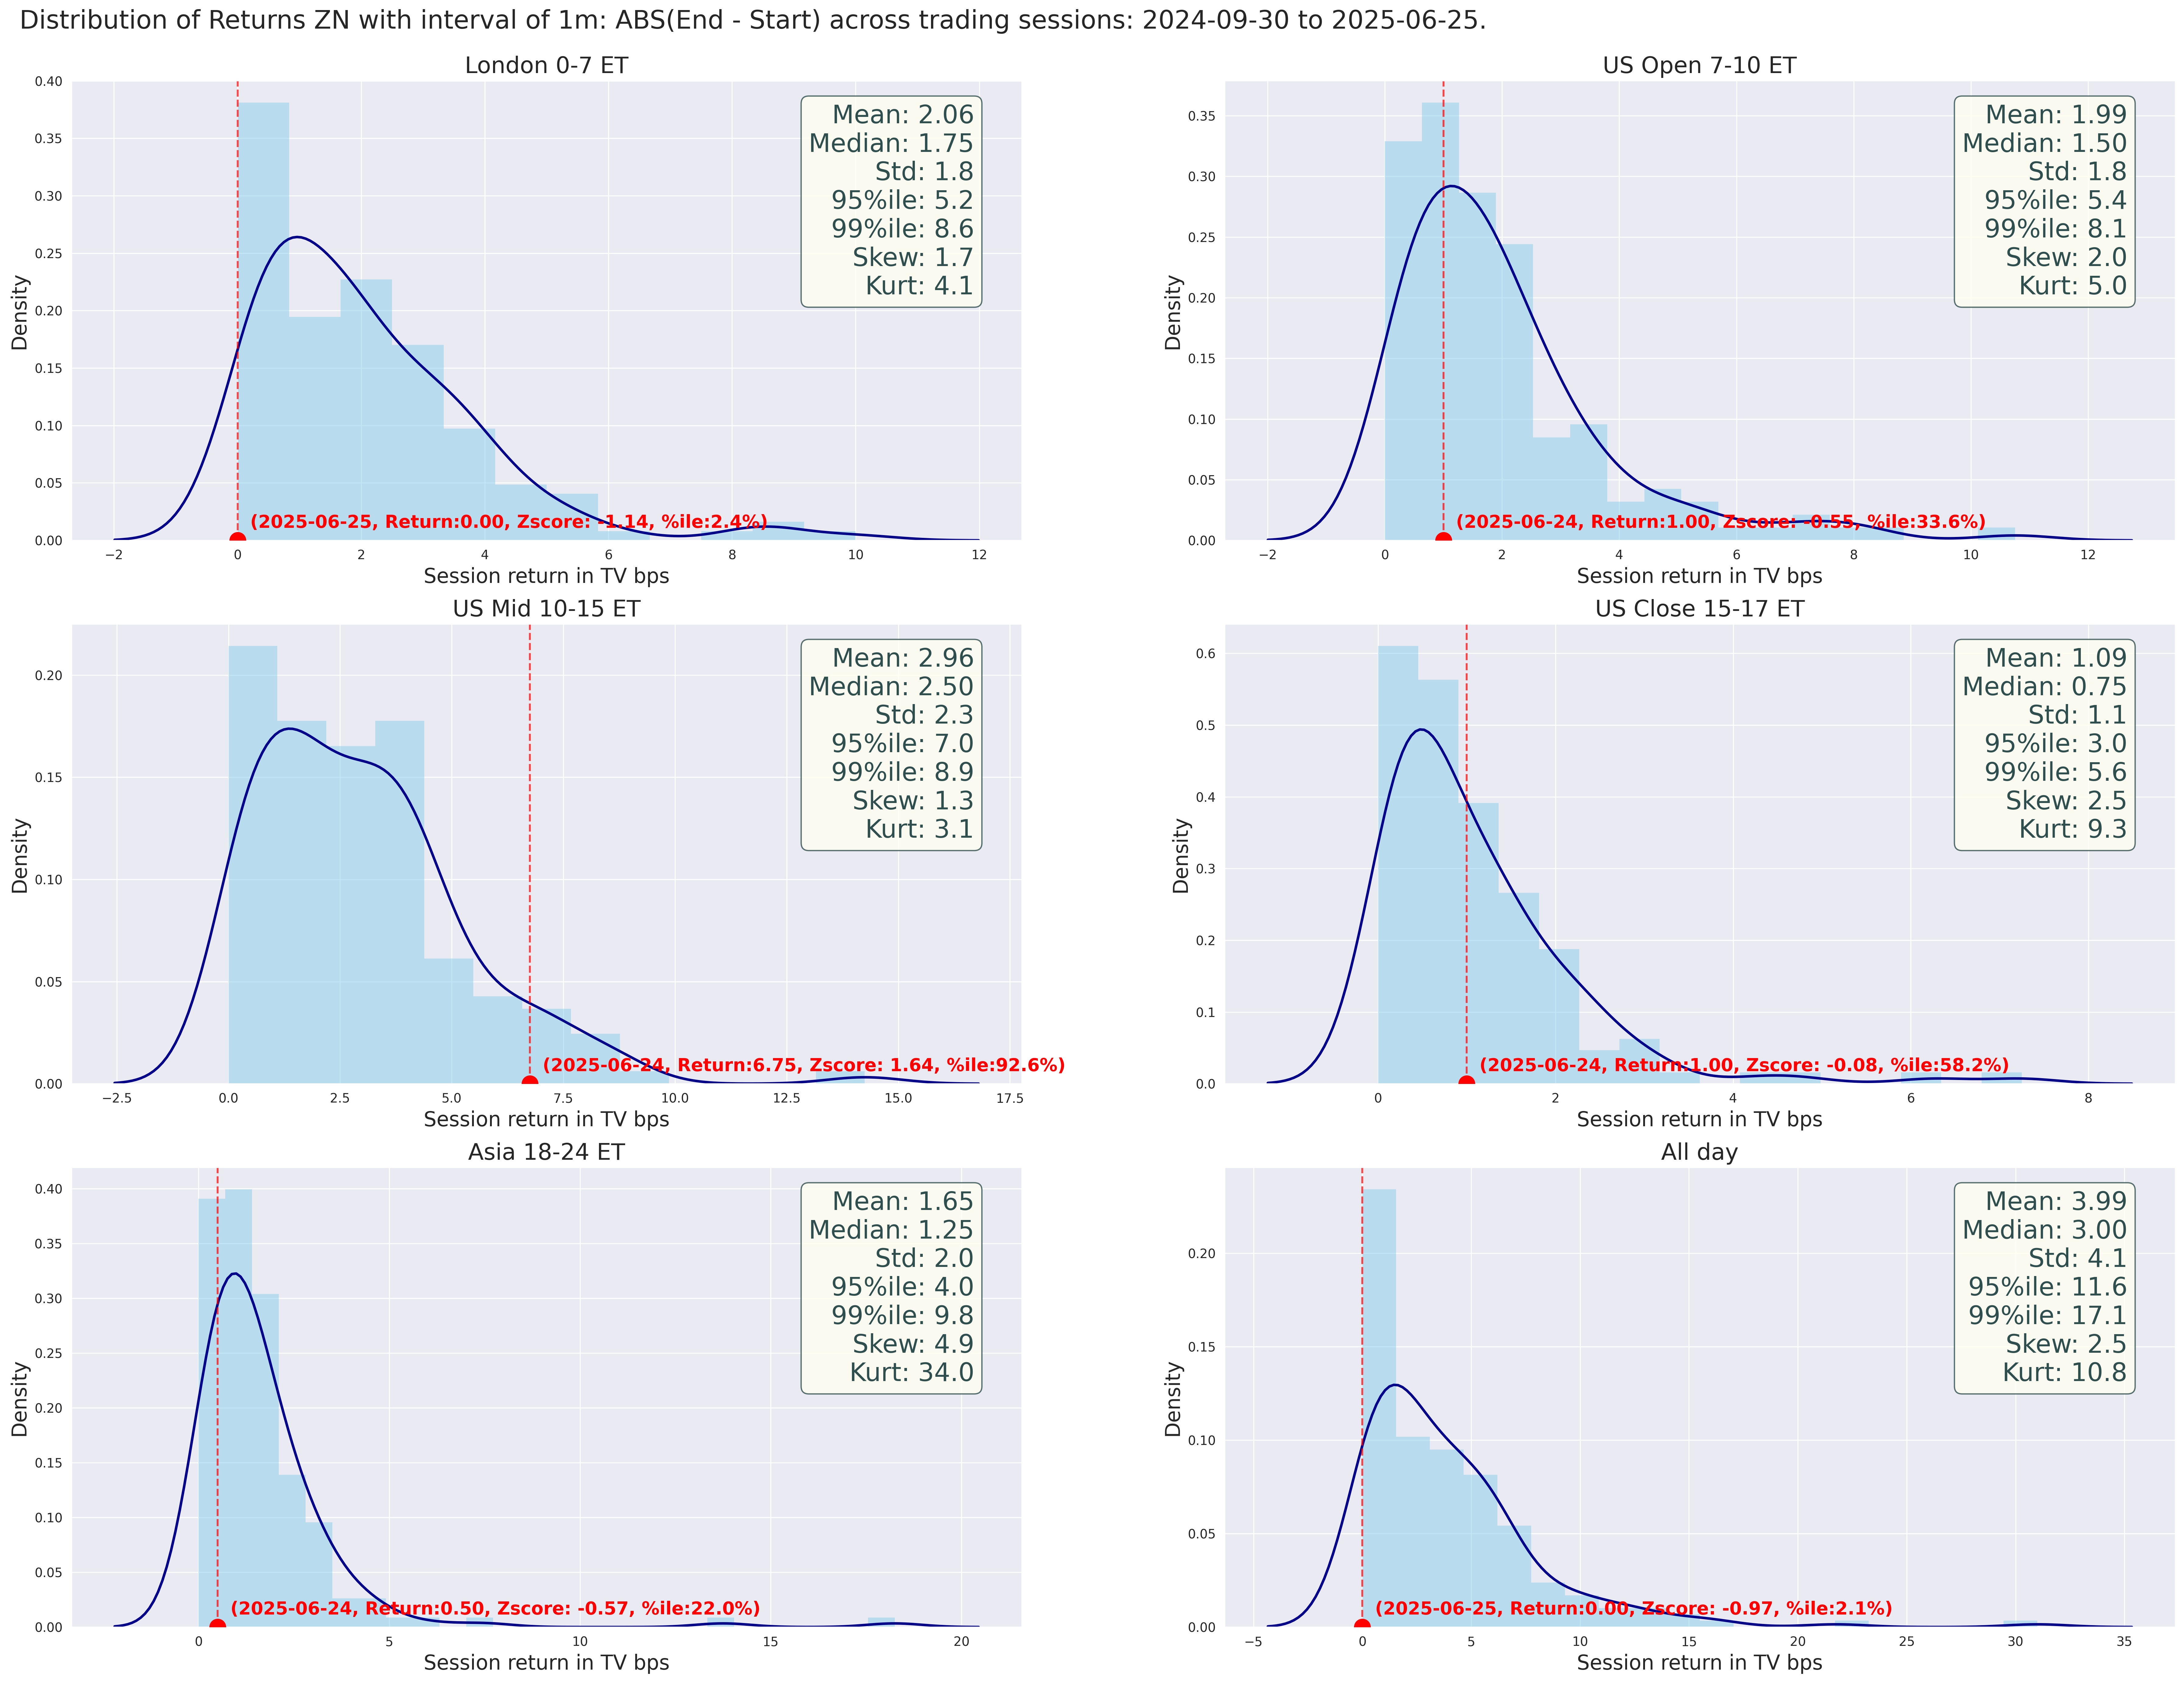 Distribution of Returns ZN with interval of 1m: ABS(End - Start) across trading sessions: 2024-09-30 to 2025-06-25.
London 0-7 ET
0.40
0.35
0.30
0.25
0.20
0.15
0.10
0.05
0.00
Density
Mean: 2.06
Median: 1.75
Std: 1.8
95%ile: 5.2
99%ile: 8.6
Skew: 1.7
Kurt: 4.1
(2025-06-25, Return:0.00, Zscore: -1.14, %ile:2.4%)
−2 0 2 4 6 8 10 12
Session return in TV bps
US Open 7-10 ET
0.35
0.30
0.25
0.20
0.15
0.10
0.05
0.00
Density
Mean: 1.99
Median: 1.50
Std: 1.8
95%ile: 5.4
99%ile: 8.1
Skew: 2.0
Kurt: 5.0
(2025-06-24, Return:1.00, Zscore: -0.55, %ile:33.6%)
−2 0 2 4 6 8 10 12
Session return in TV bps
US Mid 10-15 ET
0.20
0.15
0.10
0.05
0.00
Density
Mean: 2.96
Median: 2.50
Std: 2.3
95%ile: 7.0
99%ile: 8.9
Skew: 1.3
Kurt: 3.1
(2025-06-24, Return:6.75, Zscore: 1.64, %ile:92.6%)
−2.5 0.0 2.5 5.0 7.5 10.0 12.5 15.0 17.5
Session return in TV bps
US Close 15-17 ET
0.6
0.5
0.4
0.3
0.2
0.1
0.0
Density
Mean: 1.09
Median: 0.75
Std: 1.1
95%ile: 3.0
99%ile: 5.6
Skew: 2.5
Kurt: 9.3
(2025-06-24, Return:1.00, Zscore: -0.08, %ile:58.2%)
0 2 4 6 8
Session return in TV bps
Asia 18-24 ET
0.40
0.35
0.30
0.25
0.20
0.15
0.10
0.05
0.00
Density
Mean: 1.65
Median: 1.25
Std: 2.0
95%ile: 4.0
99%ile: 9.8
Skew: 4.9
Kurt: 34.0
(2025-06-24, Return:0.50, Zscore: -0.57, %ile:22.0%)
0 5 10 15 20
Session return in TV bps
All day
0.20
0.15
0.10
0.05
0.00
Density
Mean: 3.99
Median: 3.00
Std: 4.1
95%ile: 11.6
99%ile: 17.1
Skew: 2.5
Kurt: 10.8
(2025-06-25, Return:0.00, Zscore: -0.97, %ile:2.1%)
−5 0 5 10 15 20 25 30 35
Session return in TV bps